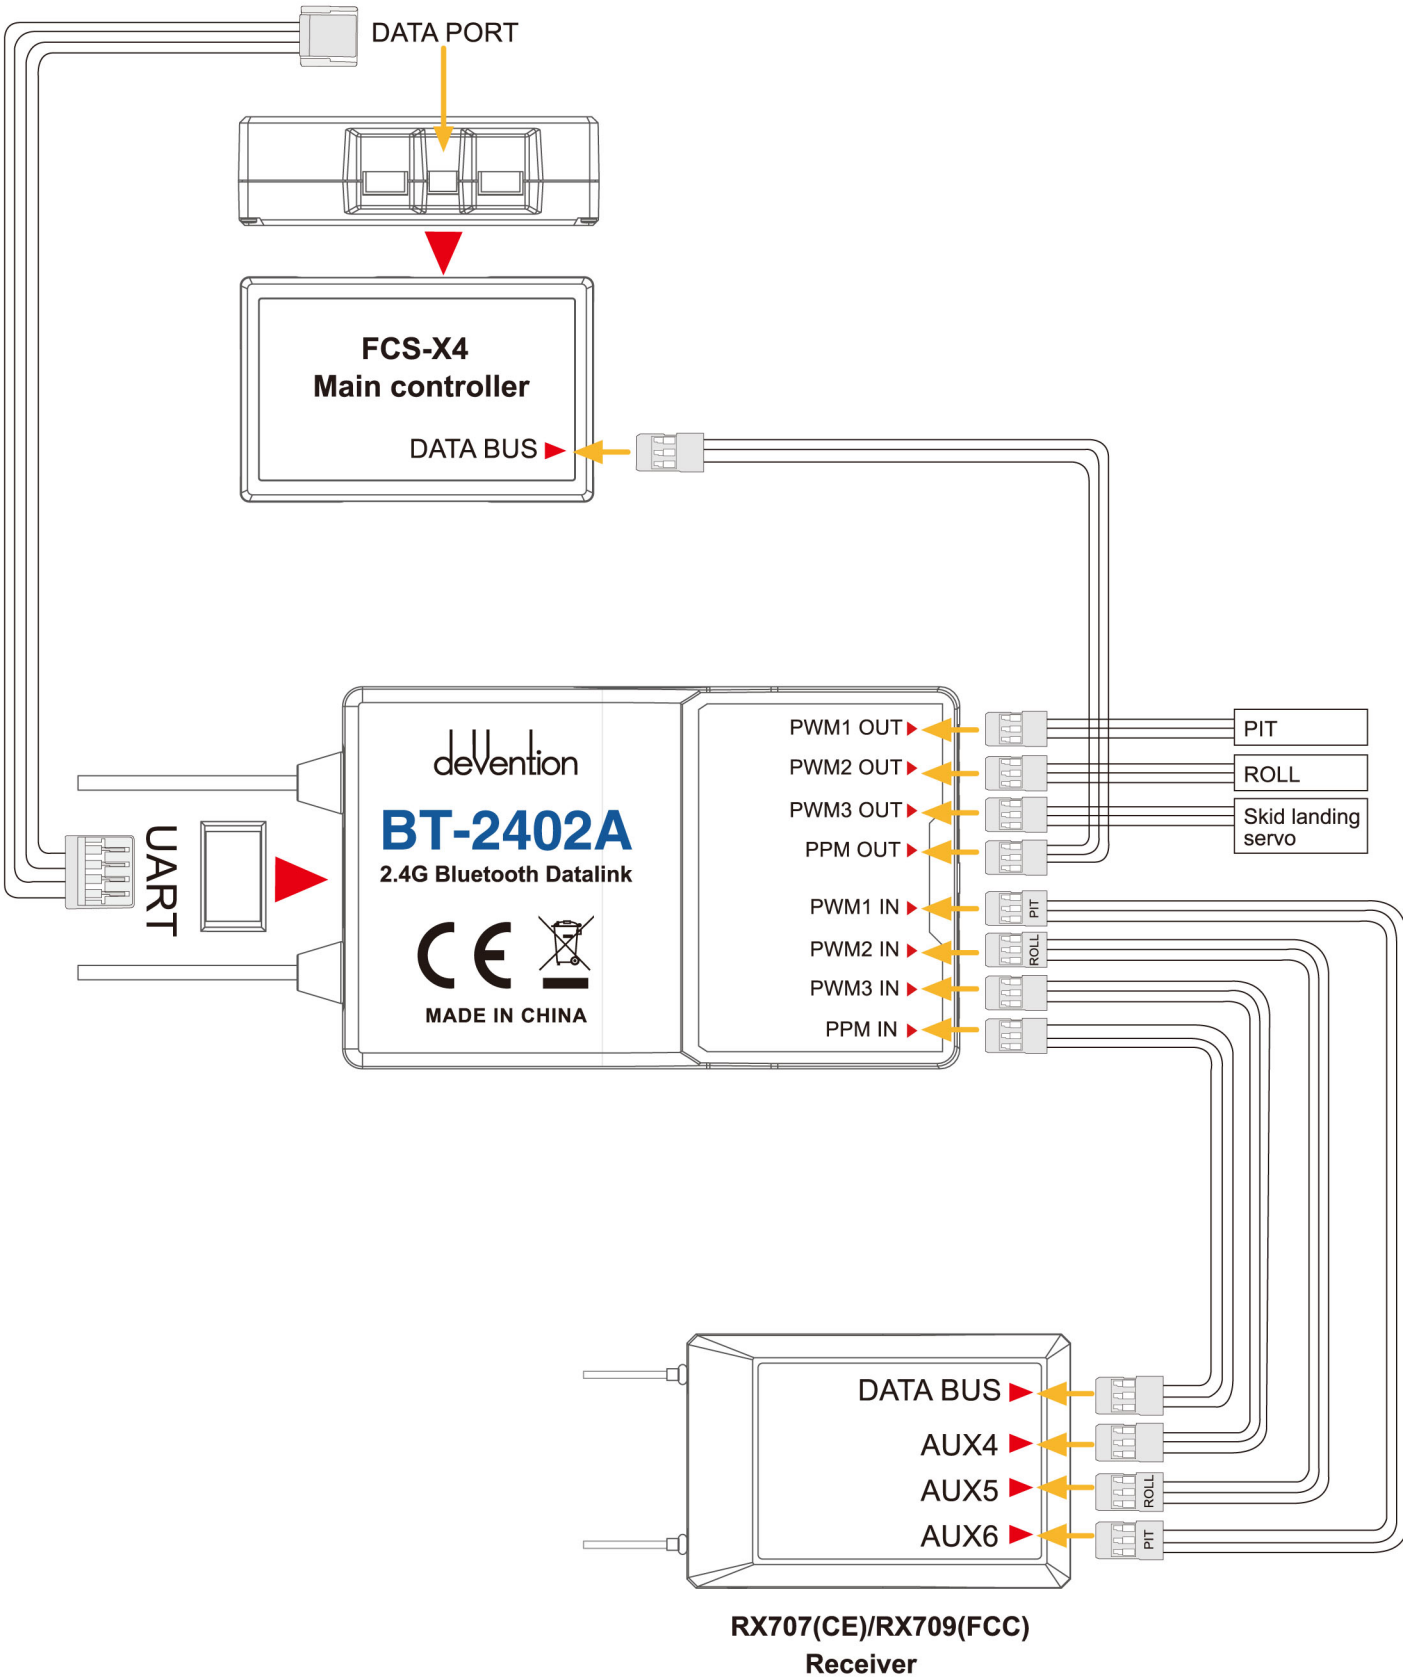 DATA PORT
FCS-X4
Main controller
DATA BUS
deVention
BT-2402A
2.4G Bluetooth Datalink
CE
MADE IN CHINA
UART
PWM1 OUT
PIT
PWM2 OUT
ROLL
PWM3 OUT
Skid landing
servo
PPM OUT
PWM1 IN
PIT
PWM2 IN
ROLL
PWM3 IN
PPM IN
DATA BUS
AUX4
AUX5
ROLL
AUX6
PIT
RX707(CE)/RX709(FCC)
Receiver